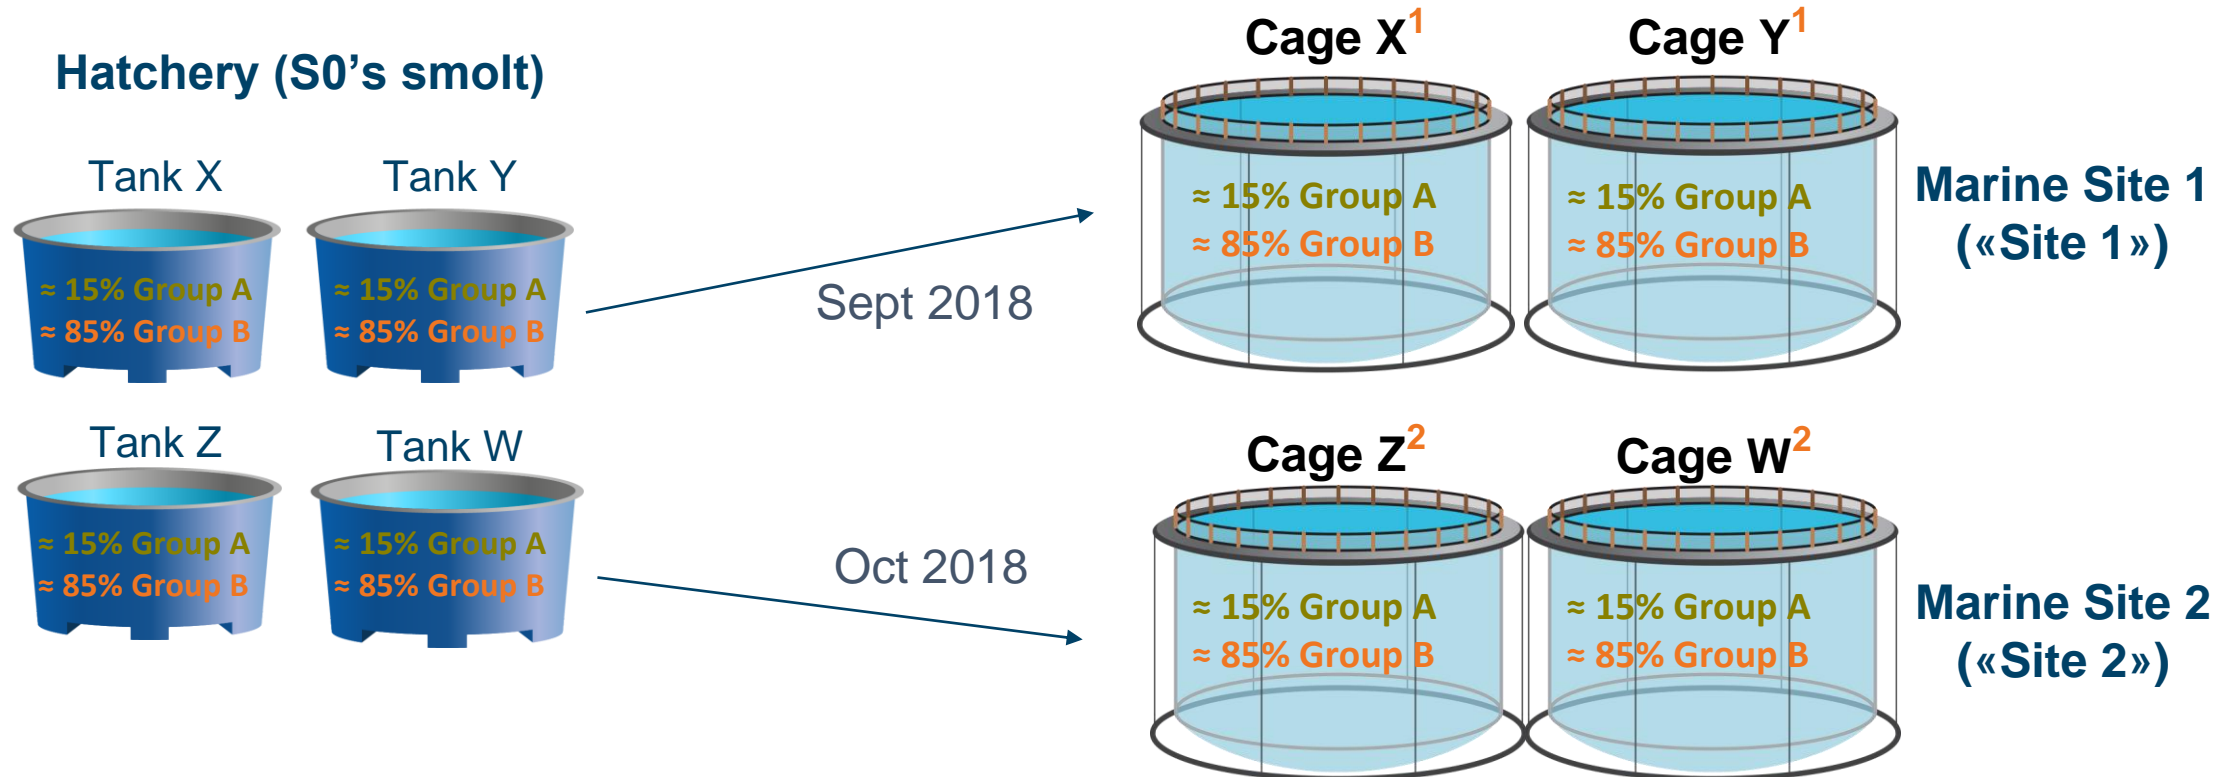 Hatchery (S0's smolt)
Tank X
≈ 15% Group A
≈ 85% Group B
Tank Y
≈ 15% Group A
≈ 85% Group B
Tank Z
≈ 15% Group A
≈ 85% Group B
Tank W
≈ 15% Group A
≈ 85% Group B
Sept 2018
Oct 2018
Cage X¹
≈ 15% Group A
≈ 85% Group B
Cage Y¹
≈ 15% Group A
≈ 85% Group B
Marine Site 1
(«Site 1»)
Cage Z²
≈ 15% Group A
≈ 85% Group B
Cage W²
≈ 15% Group A
≈ 85% Group B
Marine Site 2
(«Site 2»)